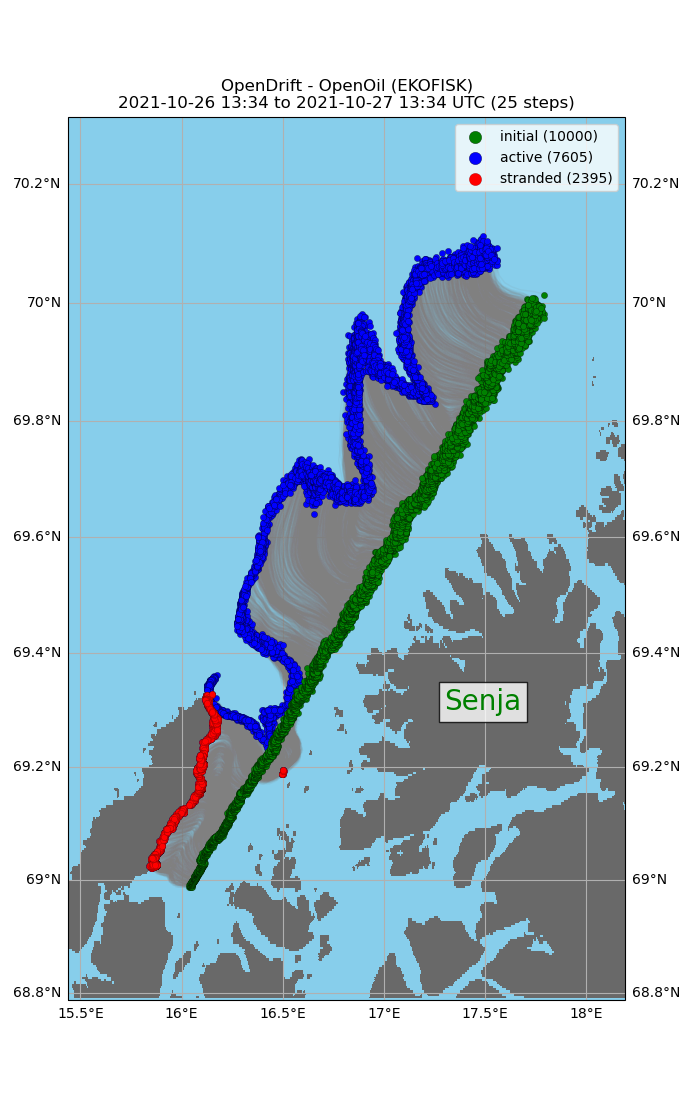 OpenDrift - OpenOil (EKOFISK)
2021-10-26 13:34 to 2021-10-27 13:34 UTC (25 steps)
initial (10000)
active (7605)
stranded (2395)
70.2°N 70.2°N
70°N 70°N
69.8°N 69.8°N
69.6°N 69.6°N
69.4°N 69.4°N
Senja
69.2°N 69.2°N
69°N 69°N
68.8°N 68.8°N
15.5°E 16°E 16.5°E 17°E 17.5°E 18°E